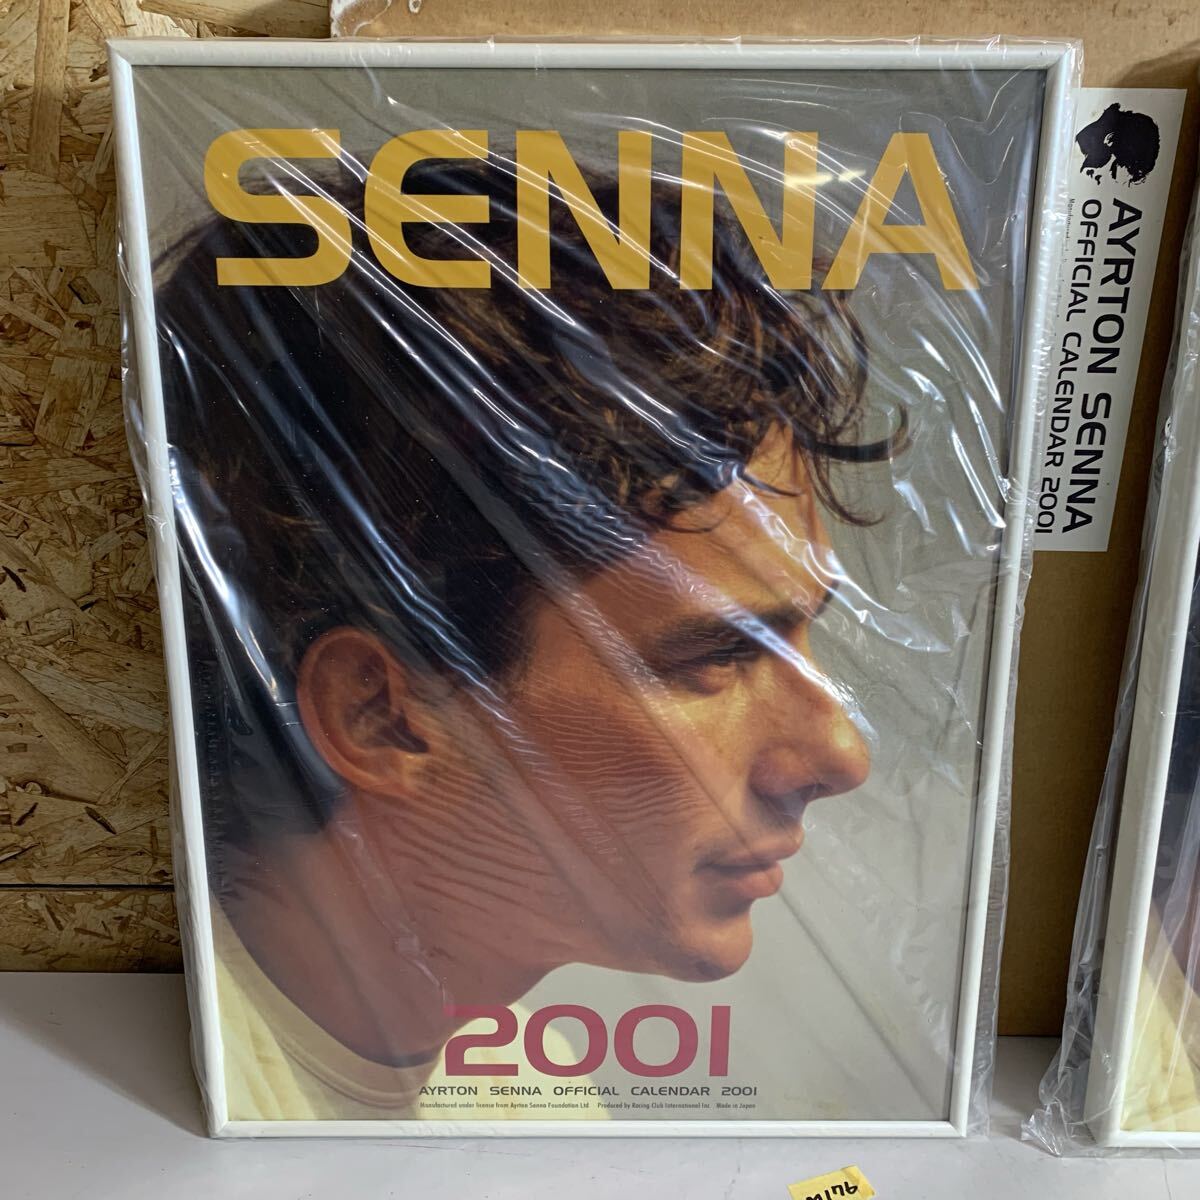 SENNA
2001
AYRTON SENNA OFFICIAL CALENDAR 2001
Manufactured under license from Ayrton Senna Foundation Ltd. Produced by Racing Club International Inc. Made in Japan
AYRTON SENNA
OFFICIAL CALENDAR 2001